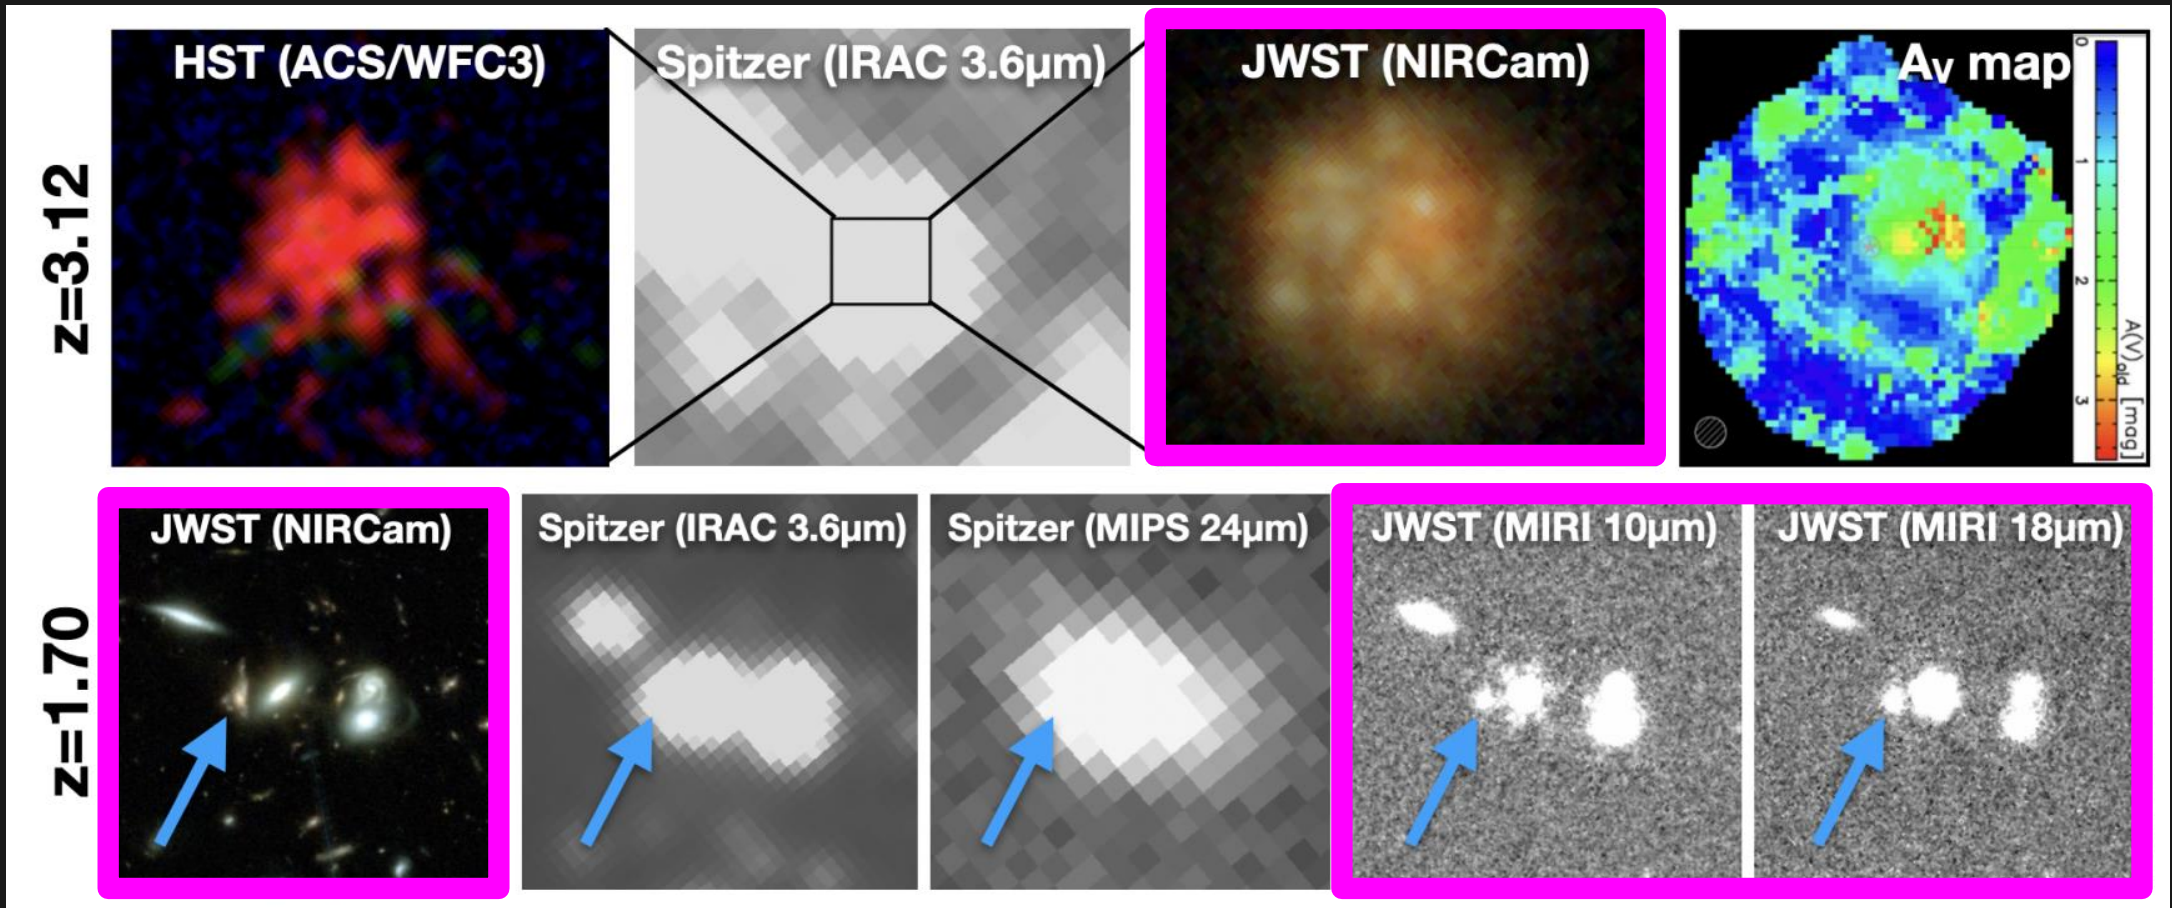 z=3.12
HST (ACS/WFC3)
Spitzer (IRAC 3.6μm)
JWST (NIRCam)
Av map
0
1
2
3
A(V)old [mag]
z=1.70
JWST (NIRCam)
Spitzer (IRAC 3.6μm)
Spitzer (MIPS 24μm)
JWST (MIRI 10μm)
JWST (MIRI 18μm)